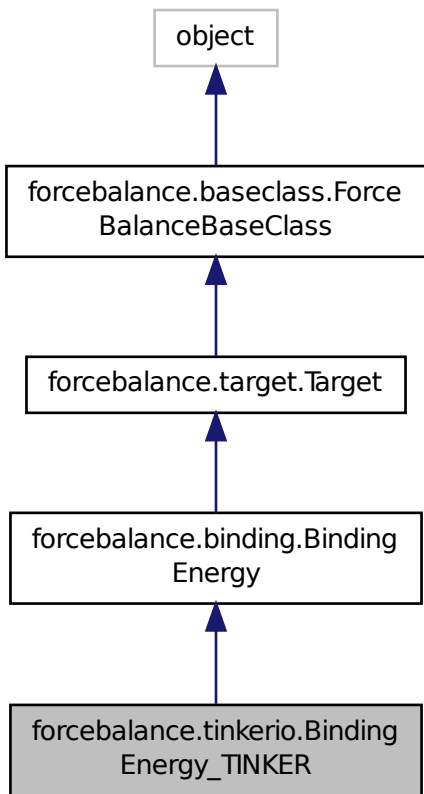 object
forcebalance.baseclass.Force
BalanceBaseClass
forcebalance.target.Target
forcebalance.binding.Binding
Energy
forcebalance.tinkerio.Binding
Energy_TINKER